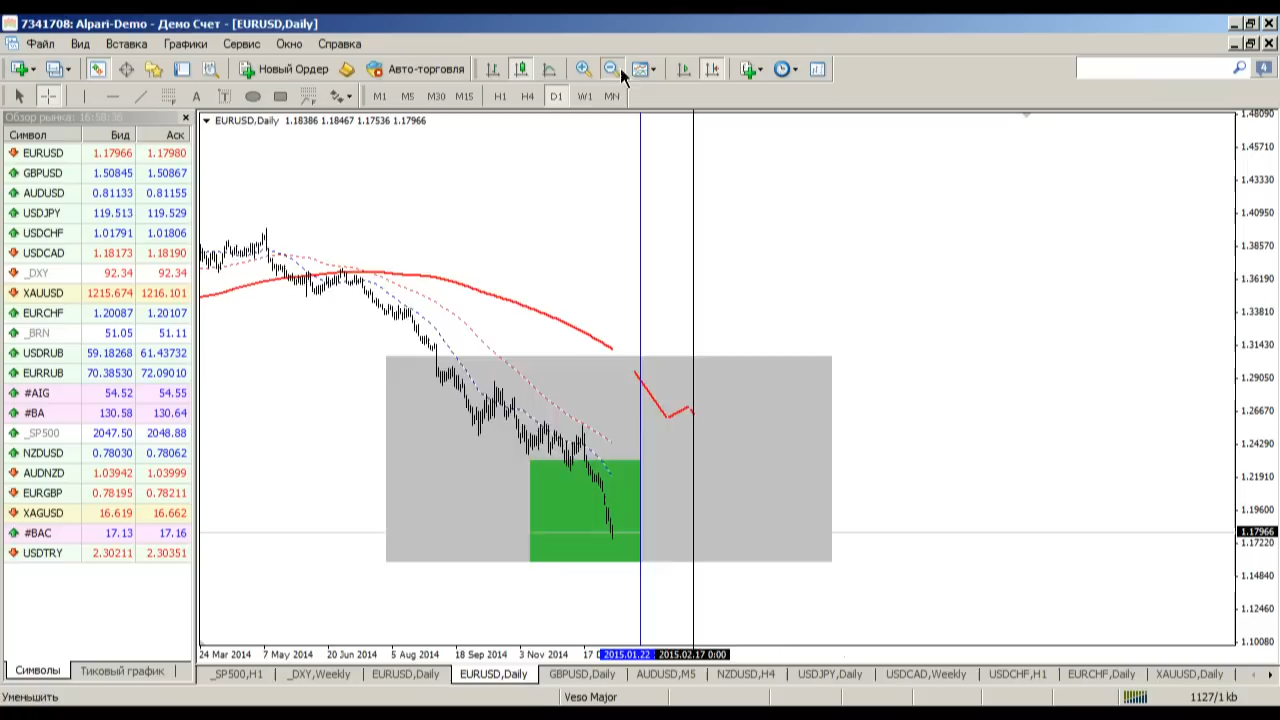 7341708: Alpari-Demo - Демо Счет - [EURUSD,Daily]
Файл Вид Вставка Графики Сервис Окно Справка
Новый Ордер Авто-торговля
A T M1 M5 M30 M15 H1 H4 D1 W1 MN
Обзор рынка: 16:58:36
Символ Бид Аск
EURUSD 1.17966 1.17980
GBPUSD 1.50845 1.50867
AUDUSD 0.81133 0.81155
USDJPY 119.513 119.529
USDCHF 1.01791 1.01806
USDCAD 1.18173 1.18190
_DXY 92.34 92.34
XAUUSD 1215.674 1216.101
EURCHF 1.20087 1.20107
_BRN 51.05 51.11
USDRUB 59.18268 61.43732
EURRUB 70.38530 72.09010
#AIG 54.52 54.55
#BA 130.58 130.64
_SP500 2047.50 2048.88
NZDUSD 0.78030 0.78062
AUDNZD 1.03942 1.03999
EURGBP 0.78195 0.78211
XAGUSD 16.619 16.662
#BAC 17.13 17.16
USDTRY 2.30211 2.30351
Символы Тиковый график
EURUSD,Daily 1.18386 1.18467 1.17536 1.17966
1.48090
1.45710
1.43330
1.40950
1.38570
1.36190
1.33810
1.31430
1.29050
1.26670
1.24290
1.21910
1.19600
1.17966
1.17220
1.14840
1.12460
1.10080
24 Mar 2014 7 May 2014 20 Jun 2014 5 Aug 2014 18 Sep 2014 3 Nov 2014 17 2015.01.22 2015.02.17 0:00
_SP500,H1 _DXY,Weekly EURUSD,Daily EURUSD,Daily GBPUSD,Daily AUDUSD,M5 NZDUSD,H4 USDJPY,Daily USDCAD,Weekly USDCHF,H1 EURCHF,Daily XAUUSD,Daily
Уменьшить Veso Major 1127/1 kb